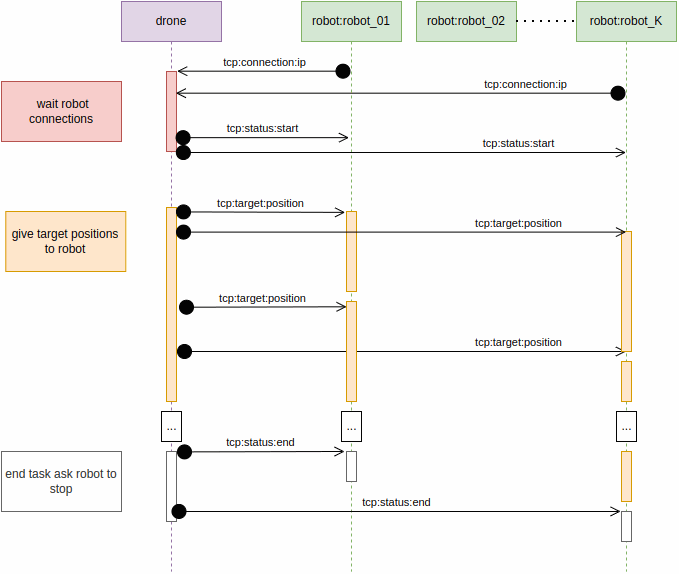 drone
robot:robot_01
robot:robot_02
robot:robot_K
tcp:connection:ip
tcp:connection:ip
wait robot
connections
tcp:status:start
tcp:status:start
tcp:target:position
tcp:target:position
give target positions
to robot
tcp:target:position
tcp:target:position
...
...
...
tcp:status:end
end task ask robot to
stop
tcp:status:end